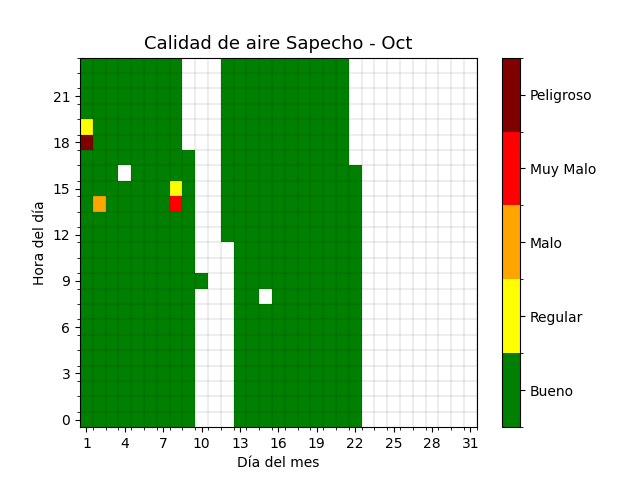 Calidad de aire Sapecho - Oct
Hora del día
21
18
15
12
9
6
3
0
1 4 7 10 13 16 19 22 25 28 31
Día del mes
Peligroso
Muy Malo
Malo
Regular
Bueno